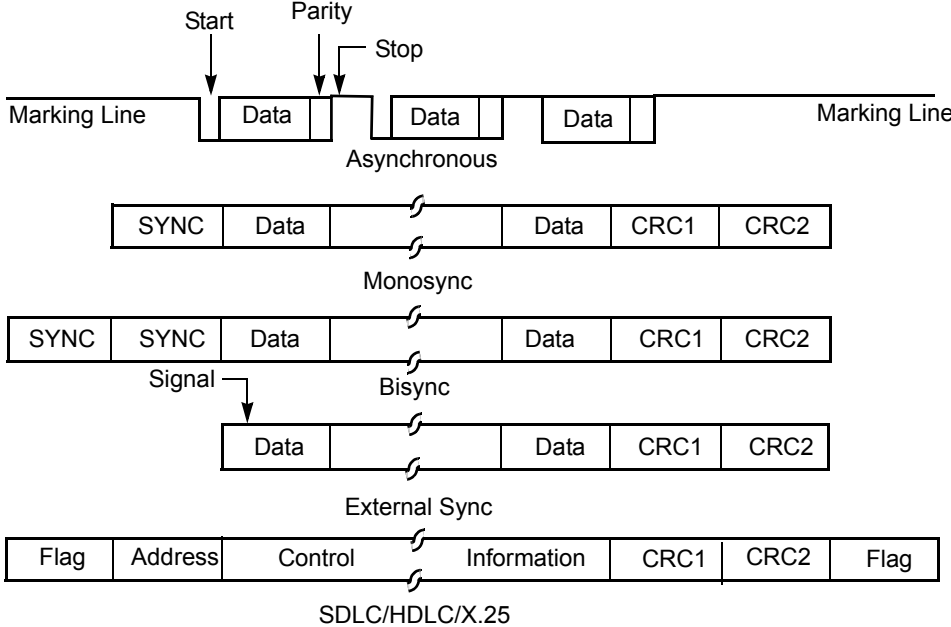 Start Parity
Stop
Marking Line Data Data Data Marking Line
Asynchronous
SYNC Data Data CRC1 CRC2
Monosync
SYNC SYNC Data Data CRC1 CRC2
Signal Bisync
Data Data CRC1 CRC2
External Sync
Flag Address Control Information CRC1 CRC2 Flag
SDLC/HDLC/X.25